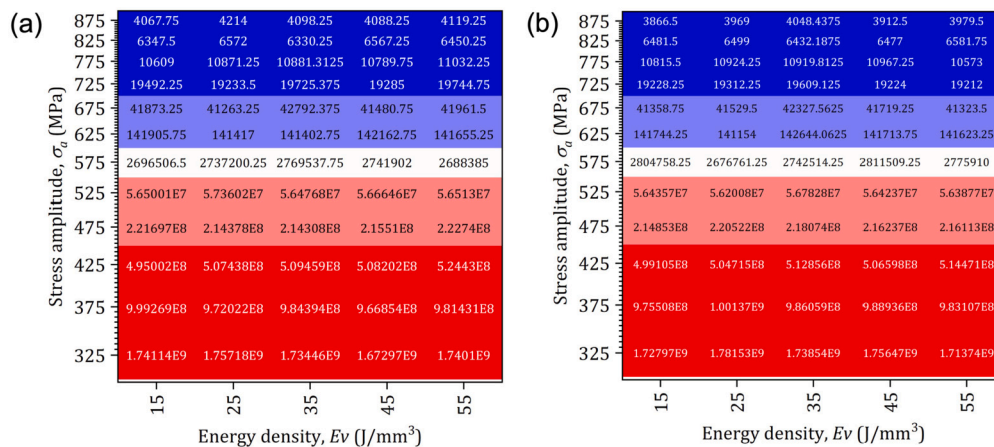 (a)
Stress amplitude, σa (MPa)
875 4067.75 4214 4098.25 4088.25 4119.25
825 6347.5 6572 6330.25 6567.25 6450.25
775 10609 10871.25 10881.3125 10789.75 11032.25
725 19492.25 19233.5 19725.375 19285 19744.75
675 41873.25 41263.25 42792.375 41480.75 41961.5
625 141905.75 141417 141402.75 142162.75 141655.25
575 2696506.5 2737200.25 2769537.75 2741902 2688385
525 5.65001E7 5.73602E7 5.64768E7 5.66646E7 5.6513E7
475 2.21697E8 2.14378E8 2.14308E8 2.1551E8 2.2274E8
425 4.95002E8 5.07438E8 5.09459E8 5.08202E8 5.2443E8
375 9.99269E8 9.72022E8 9.84394E8 9.66854E8 9.81431E8
325 1.74114E9 1.75718E9 1.73446E9 1.67297E9 1.7401E9
15 25 35 45 55
Energy density, Ev (J/mm³)
(b)
Stress amplitude, σa (MPa)
875 3866.5 3969 4048.4375 3912.5 3979.5
825 6481.5 6499 6432.1875 6477 6581.75
775 10815.5 10924.25 10919.8125 10967.25 10573
725 19228.25 19312.25 19609.125 19224 19212
675 41358.75 41529.5 42327.5625 41719.25 41323.5
625 141744.25 141154 142644.0625 141713.75 141623.25
575 2804758.25 2676761.25 2742514.25 2811509.25 2775910
525 5.64357E7 5.62008E7 5.67828E7 5.64237E7 5.63877E7
475 2.14853E8 2.20522E8 2.18074E8 2.16237E8 2.16113E8
425 4.99105E8 5.04715E8 5.12856E8 5.06598E8 5.14471E8
375 9.75508E8 1.00137E9 9.86059E8 9.88936E8 9.83107E8
325 1.72797E9 1.78153E9 1.73854E9 1.75647E9 1.71374E9
15 25 35 45 55
Energy density, Ev (J/mm³)